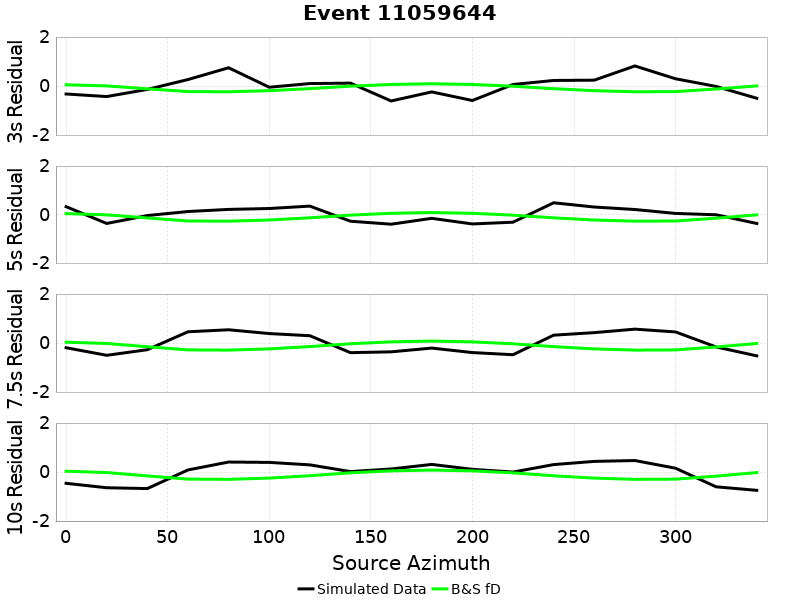 Event 11059644
3s Residual
2
0
-2
5s Residual
2
0
-2
7.5s Residual
2
0
-2
10s Residual
2
0
-2
0 50 100 150 200 250 300
Source Azimuth
Simulated Data B&S fD